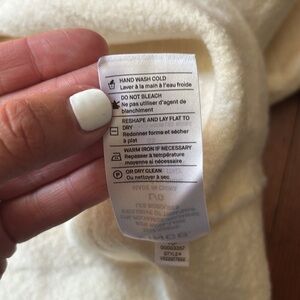 HAND WASH COLD
Laver à la main à l'eau froide
DO NOT BLEACH
Ne pas utiliser d'agent de
blanchiment
RESHAPE AND LAY FLAT TO
DRY
Redonner forme et sécher
à plat
WARM IRON IF NECESSARY
Repasser à température
moyenne si nécessaire
OR DRY CLEAN
Ou nettoyer à sec
STYLE#